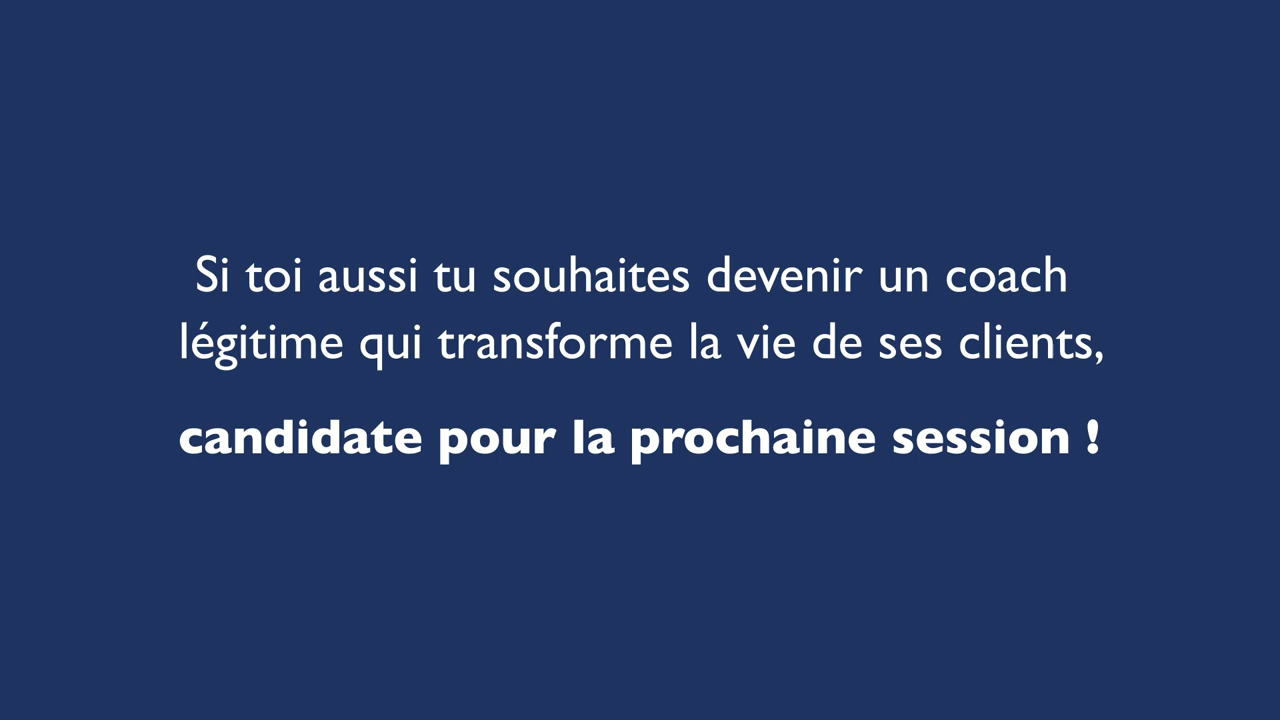 Si toi aussi tu souhaites devenir un coach
légitime qui transforme la vie de ses clients,
candidate pour la prochaine session !